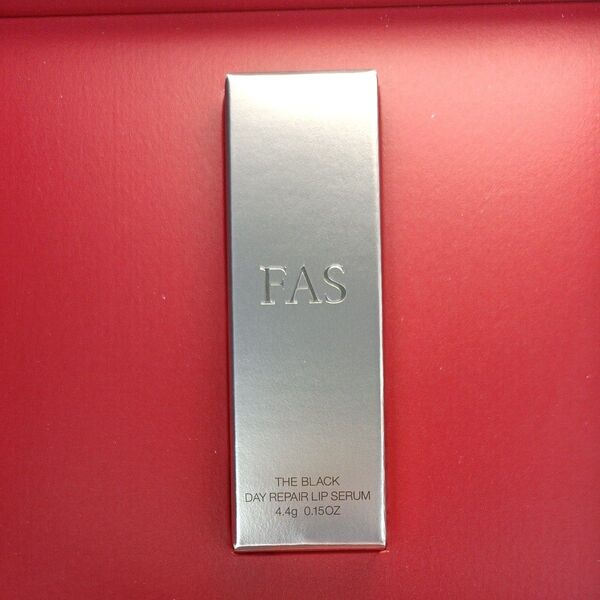 FAS
THE BLACK
DAY REPAIR LIP SERUM
4.4g 0.15OZ